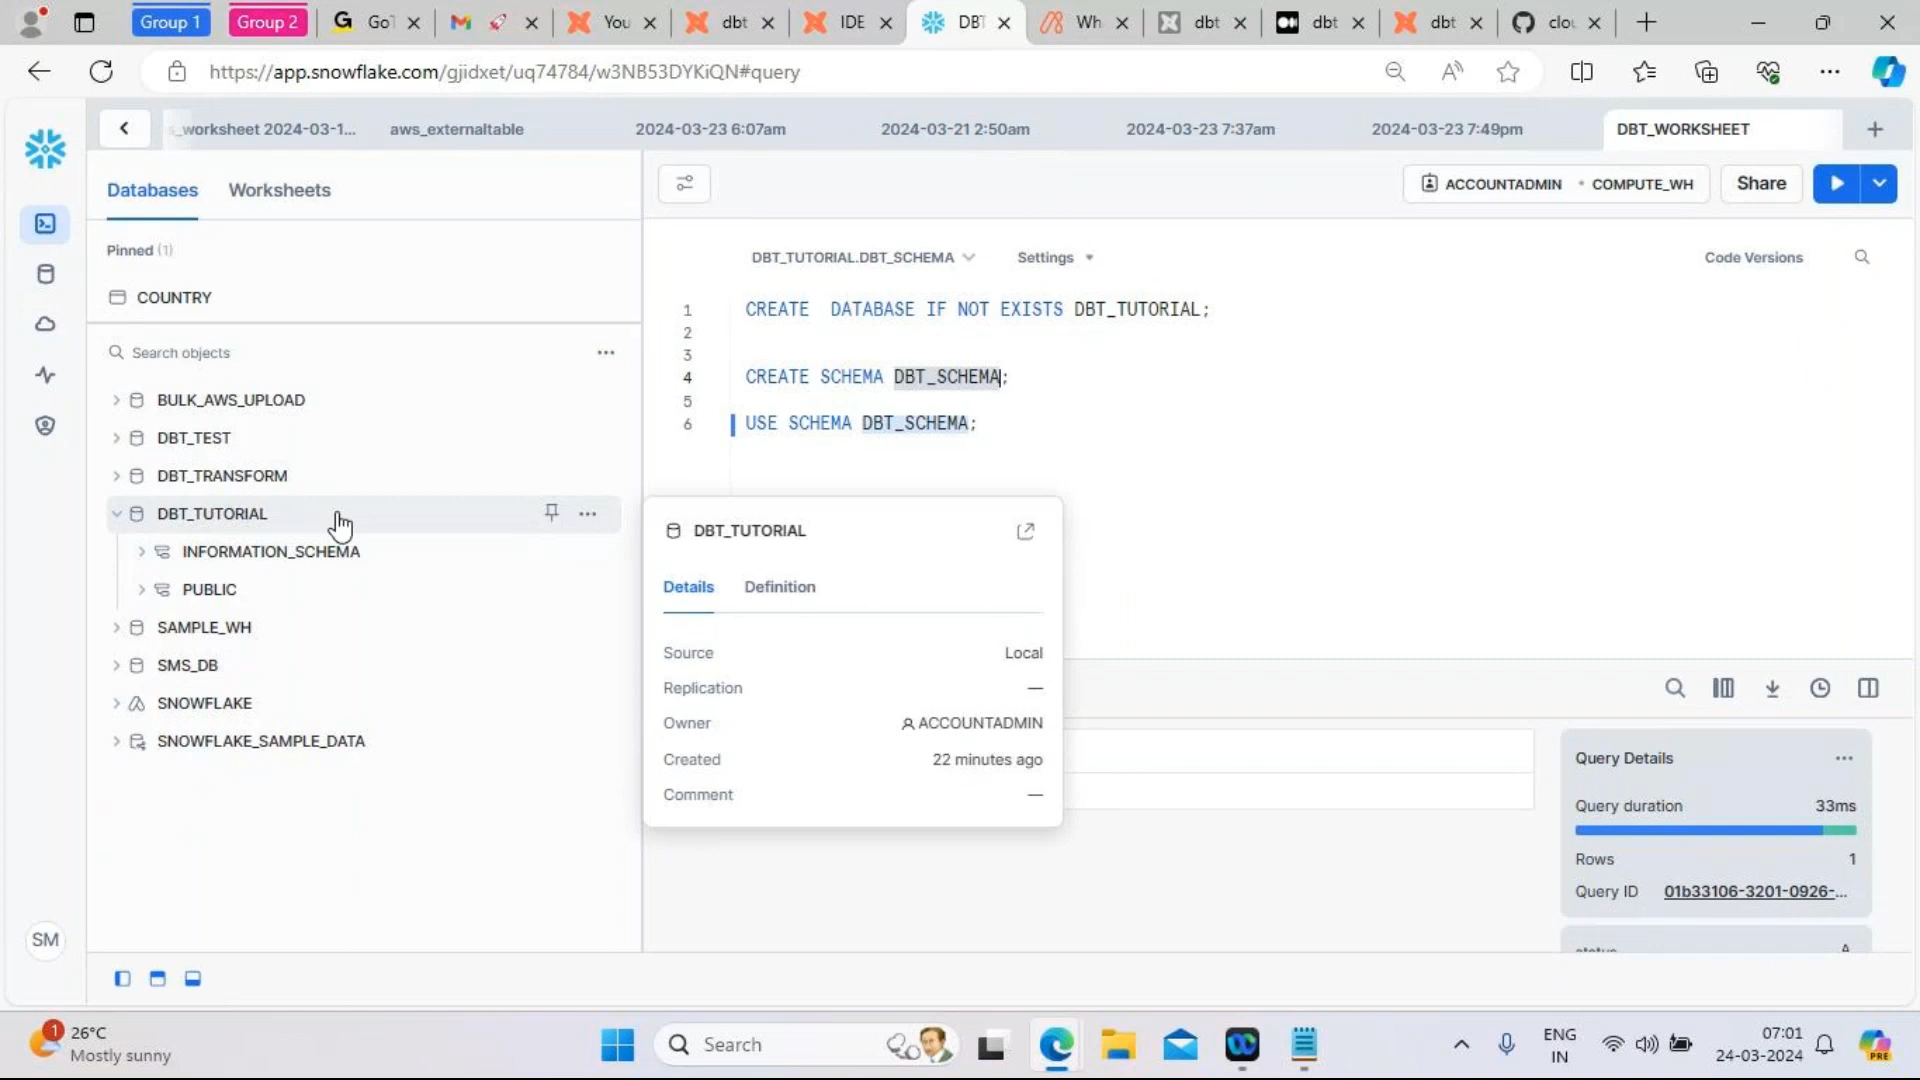 Group 1
Group 2
GoT
You
dbt
IDE
DBT
Wh
dbt
dbt
dbt
clou
https://app.snowflake.com/gjidxet/uq74784/w3NB53DYKiQN#query
s_worksheet 2024-03-1...
aws_externaltable
2024-03-23 6:07am
2024-03-21 2:50am
2024-03-23 7:37am
2024-03-23 7:49pm
DBT_WORKSHEET
Databases
Worksheets
ACCOUNTADMIN • COMPUTE_WH
Share
Pinned (1)
COUNTRY
Search objects
BULK_AWS_UPLOAD
DBT_TEST
DBT_TRANSFORM
DBT_TUTORIAL
INFORMATION_SCHEMA
PUBLIC
SAMPLE_WH
SMS_DB
SNOWFLAKE
SNOWFLAKE_SAMPLE_DATA
SM
DBT_TUTORIAL.DBT_SCHEMA
Settings
Code Versions
1 CREATE DATABASE IF NOT EXISTS DBT_TUTORIAL;
2
3
4 CREATE SCHEMA DBT_SCHEMA;
5
6 USE SCHEMA DBT_SCHEMA;
DBT_TUTORIAL
Details
Definition
Source Local
Replication —
Owner ACCOUNTADMIN
Created 22 minutes ago
Comment —
Query Details ...
Query duration 33ms
Rows 1
Query ID 01b33106-3201-0926-...
status A
1
26°C
Mostly sunny
Search
ENG
IN
07:01
24-03-2024
PRE